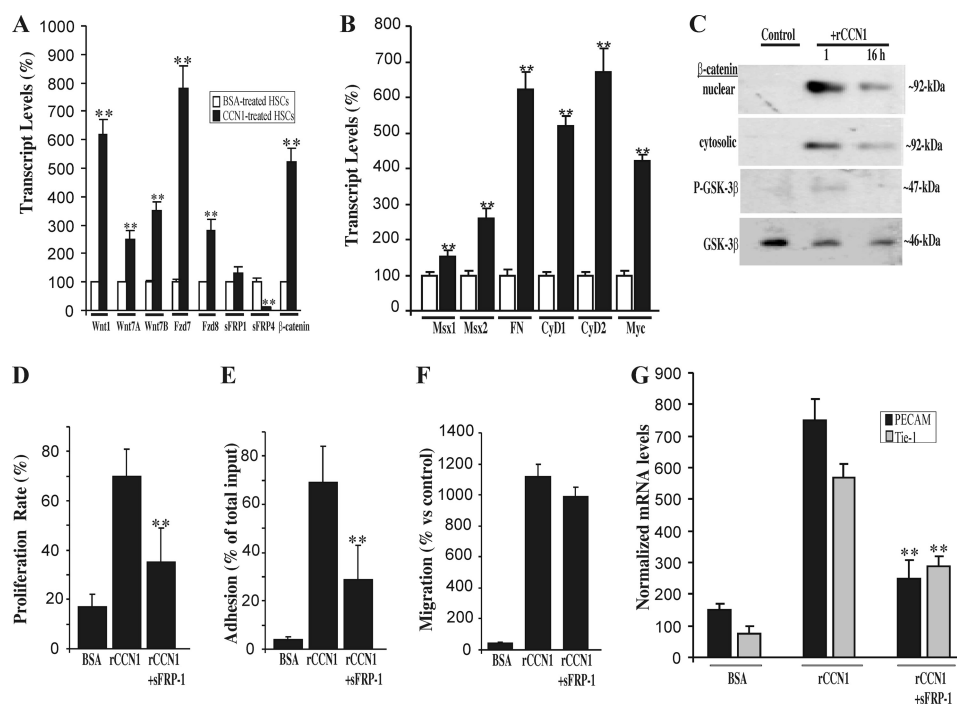 A
Transcript Levels (%)
1000
900
800
700
600
500
400
300
200
100
0
BSA-treated HSCs
CCN1-treated HSCs
** ** ** ** ** ** **
Wnt1 Wnt7A Wnt7B Fzd7 Fzd8 sFRP1 sFRP4 β-catenin
B
Transcript Levels (%)
800
700
600
500
400
300
200
100
0
** ** ** ** ** **
Msx1 Msx2 FN CyD1 CyD2 Myc
C
Control +rCCN1
1 16 h
β-catenin
nuclear ~92-kDa
cytosolic ~92-kDa
P-GSK-3β ~47-kDa
GSK-3β ~46-kDa
D
Proliferation Rate (%)
80
60
40
20
0
**
BSA rCCN1 rCCN1
+sFRP-1
E
Adhesion (% of total input)
80
60
40
20
0
**
BSA rCCN1 rCCN1
+sFRP-1
F
Migration (% vs control)
1400
1200
1000
800
600
400
200
0
BSA rCCN1 rCCN1
+sFRP-1
G
Normalized mRNA levels
900
800
700
600
500
400
300
200
100
00
PECAM
Tie-1
** **
BSA rCCN1 rCCN1
+sFRP-1